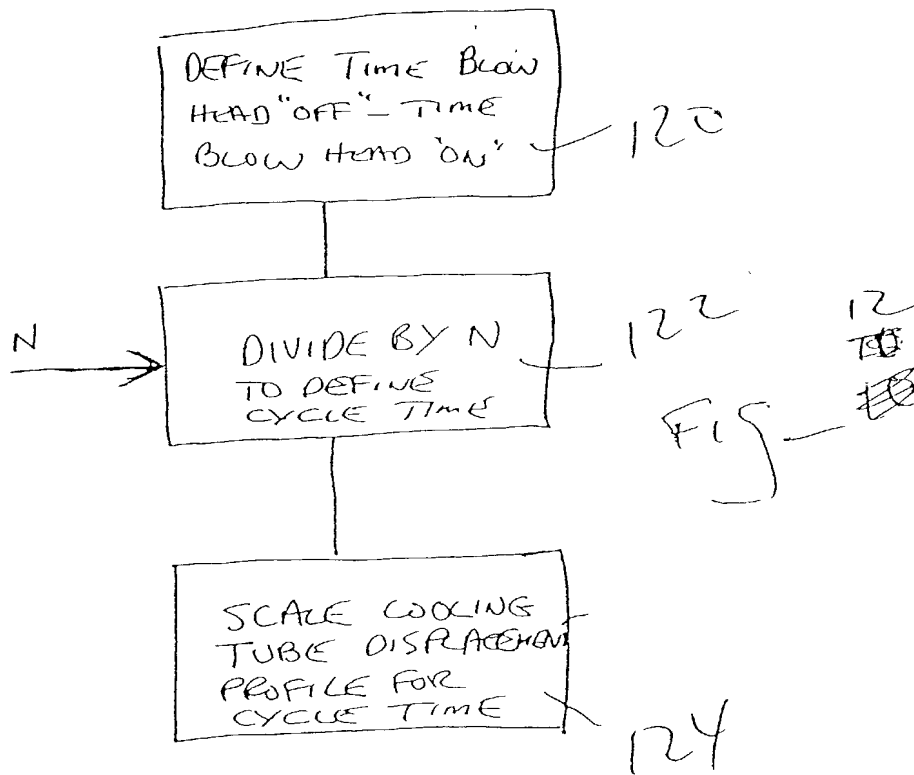 DEFINE TIME BLOW
HEAD "OFF" - TIME
BLOW HEAD "ON"
120
N
DIVIDE BY N
TO DEFINE
CYCLE TIME
122
Fig
12
SCALE COOLING
TUBE DISPLACEMENT
PROFILE FOR
CYCLE TIME
124